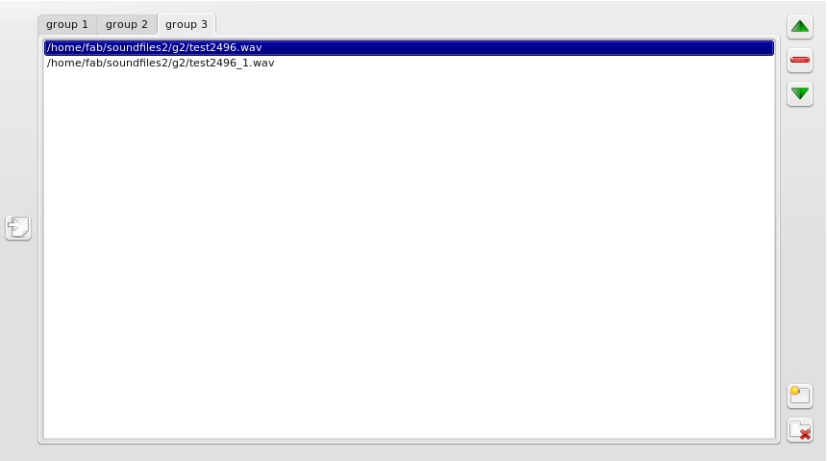 group 1 group 2 group 3
/home/fab/soundfiles2/g2/test2496.wav
/home/fab/soundfiles2/g2/test2496_1.wav